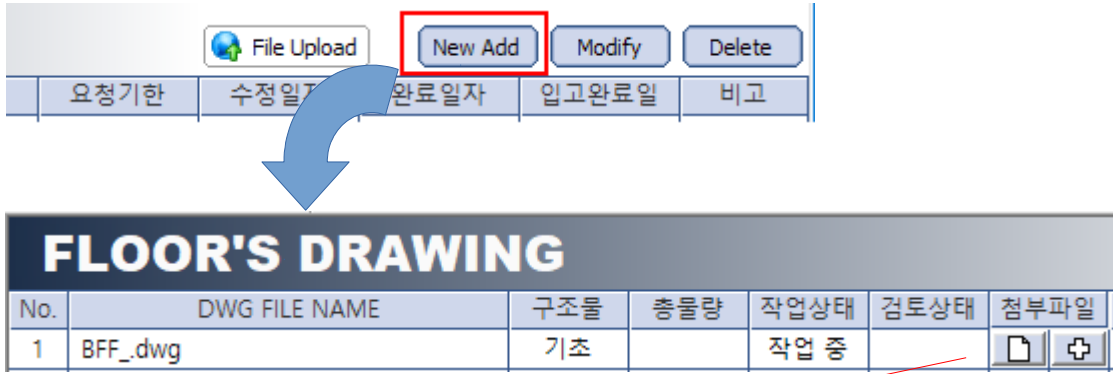 File Upload New Add Modify Delete
요청기한 완료일자 입고완료일 비고
FLOOR'S DRAWING
No. DWG FILE NAME 구조물 총물량 작업상태 검토상태 첨부파일
1 BFF_.dwg 기초 작업 중